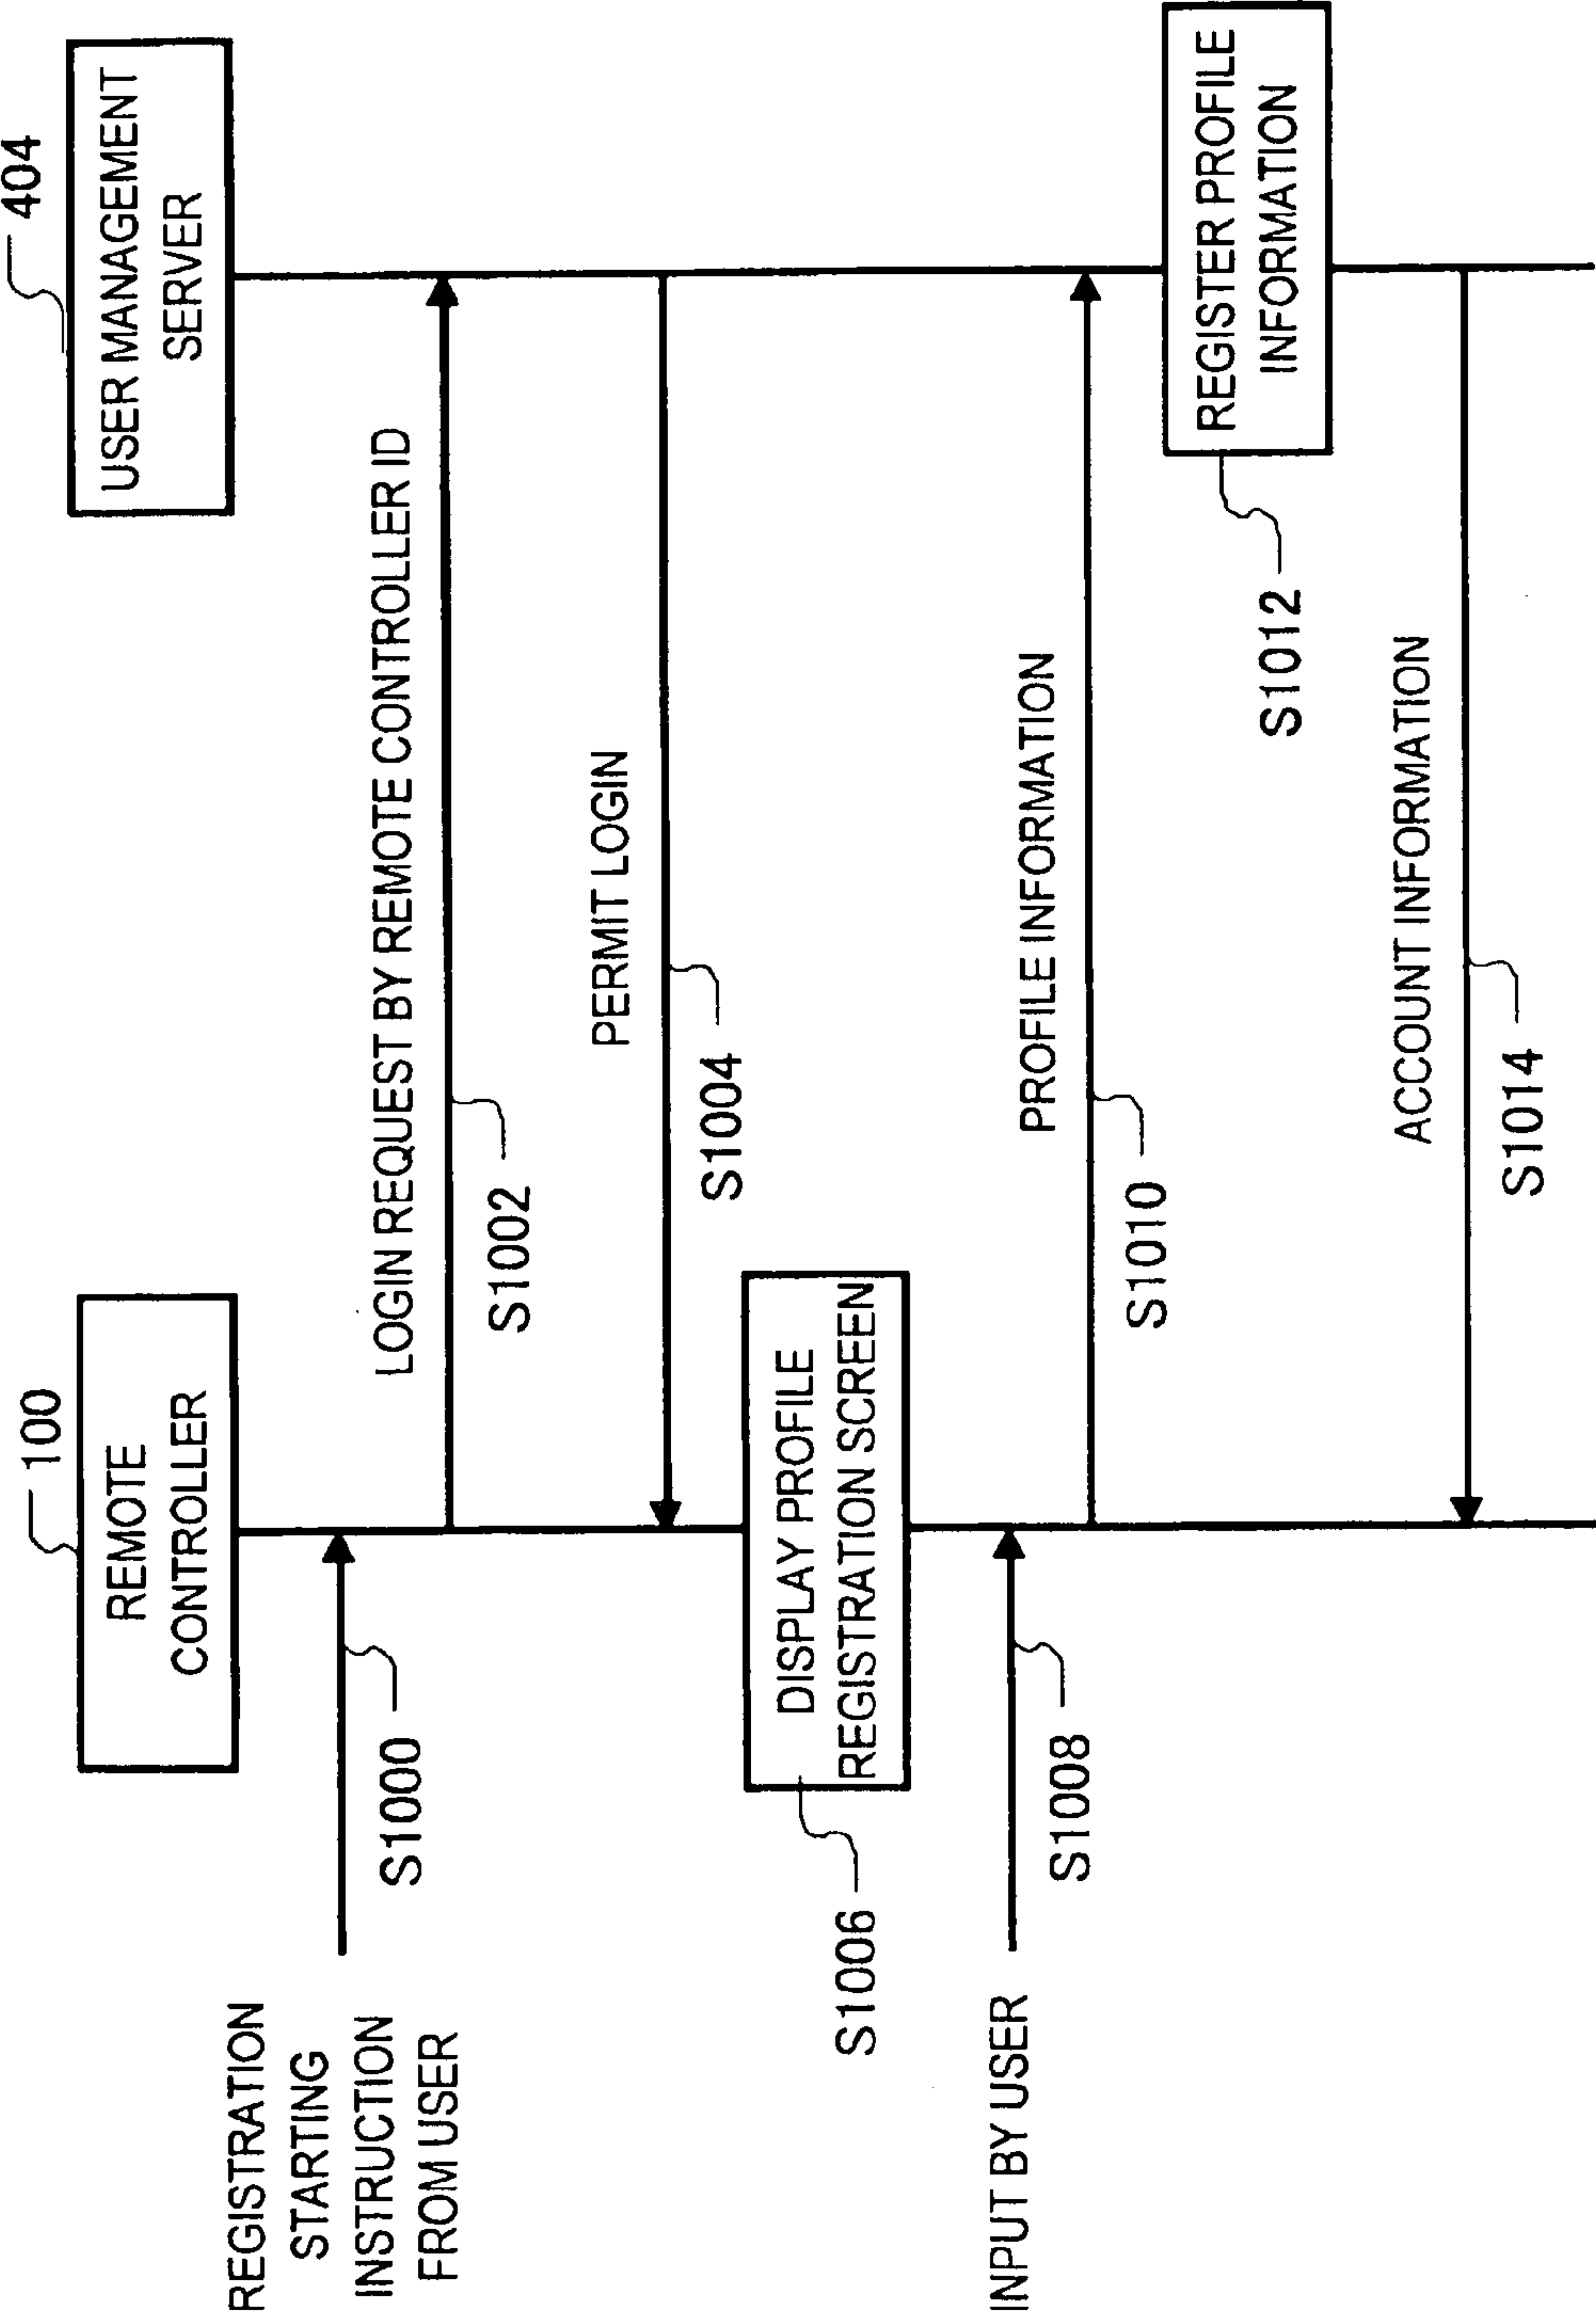 100
REMOTE
CONTROLLER
404
USER MANAGEMENT
SERVER
REGISTRATION
STARTING
INSTRUCTION
FROM USER
S1000
LOGIN REQUEST BY REMOTE CONTROLLER ID
S1002
PERMIT LOGIN
S1004
DISPLAY PROFILE
REGISTRATION SCREEN
S1006
INPUT BY USER
S1008
PROFILE INFORMATION
S1010
REGISTER PROFILE
INFORMATION
S1012
ACCOUNT INFORMATION
S1014